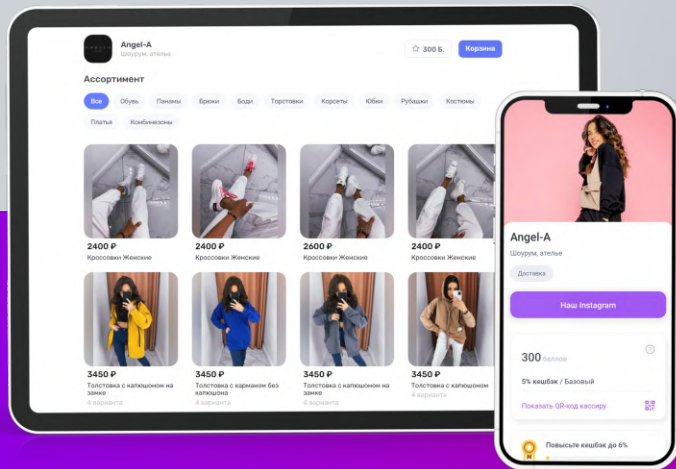 Angel-A
Шоурум, ателье
300 Б.
Корзина
Ассортимент
Все Обувь Панамы Брюки Боди Торстовки Корсеты Юбки Рубашки Костюмы
Платья Комбинезоны
2400 ₽ 2400 ₽ 2600 ₽ 2400 ₽
Кроссовки Женские Кроссовки Женские Кроссовки Женские Кроссовки Женские
3450 ₽ 3450 ₽ 3450 ₽ 3450 ₽
Толстовка с капюшоном на Толстовка с карманом без Толстовка с капюшоном на Толстовка с капюшоном
замке капюшона замке 4 варианта
4 варианта 4 варианта 4 варианта
Angel-A
Шоурум, ателье
Доставка
Наш Instagram
300 баллов
5% кешбэк / Базовый
Показать QR-код кассиру
Повысьте кешбэк до 6%